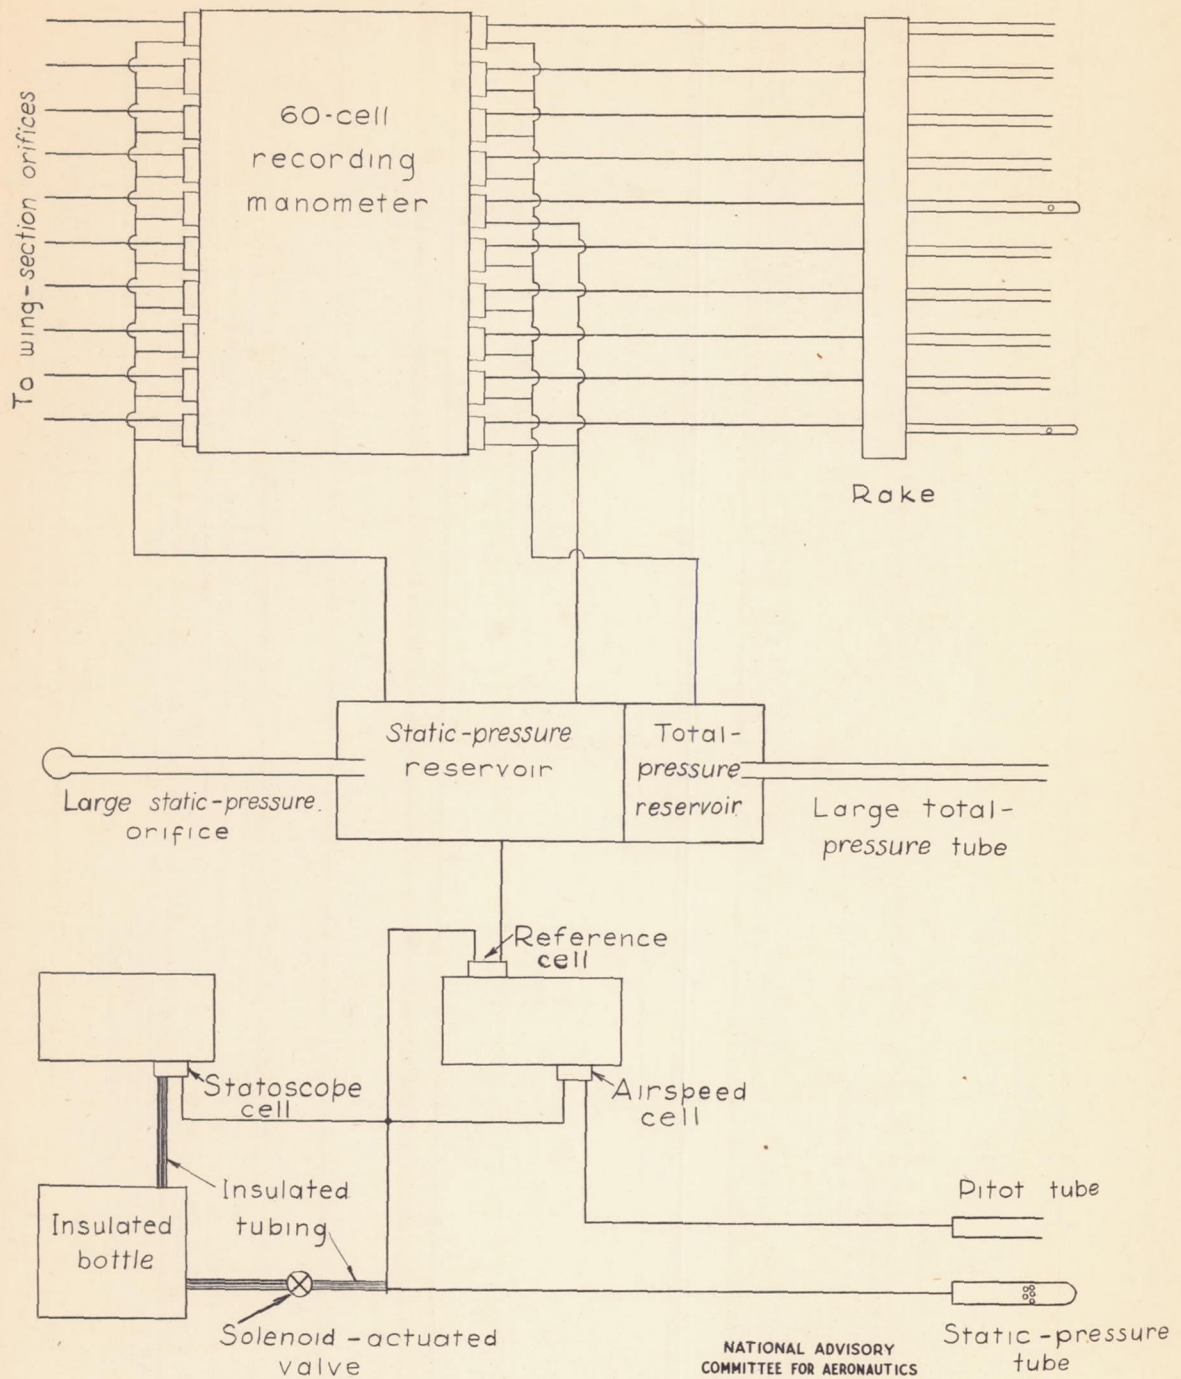 To wing-section orifices
60-cell
recording
manometer
Rake
Static-pressure
reservoir
Total-
pressure
reservoir
Large static-pressure.
orifice
Large total-
pressure tube
Reference
cell
Statoscope
cell
Airspeed
cell
Insulated
tubing
Insulated
bottle
Pitot tube
Solenoid-actuated
valve
Static-pressure
tube
NATIONAL ADVISORY
COMMITTEE FOR AERONAUTICS